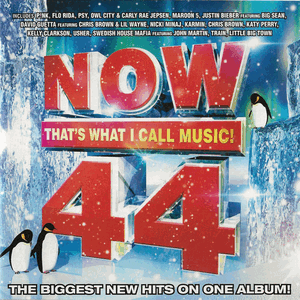 INCLUDES P!NK, FLO RIDA, PSY, OWL CITY & CARLY RAE JEPSEN, MAROON 5, JUSTIN BIEBER FEATURING BIG SEAN,
DAVID GUETTA FEATURING CHRIS BROWN & LIL WAYNE, NICKI MINAJ, KARMIN, CHRIS BROWN, KATY PERRY,
KELLY CLARKSON, USHER, SWEDISH HOUSE MAFIA FEATURING JOHN MARTIN, TRAIN, LITTLE BIG TOWN
NOW
THAT'S WHAT I CALL MUSIC!
44
THE BIGGEST NEW HITS ON ONE ALBUM!